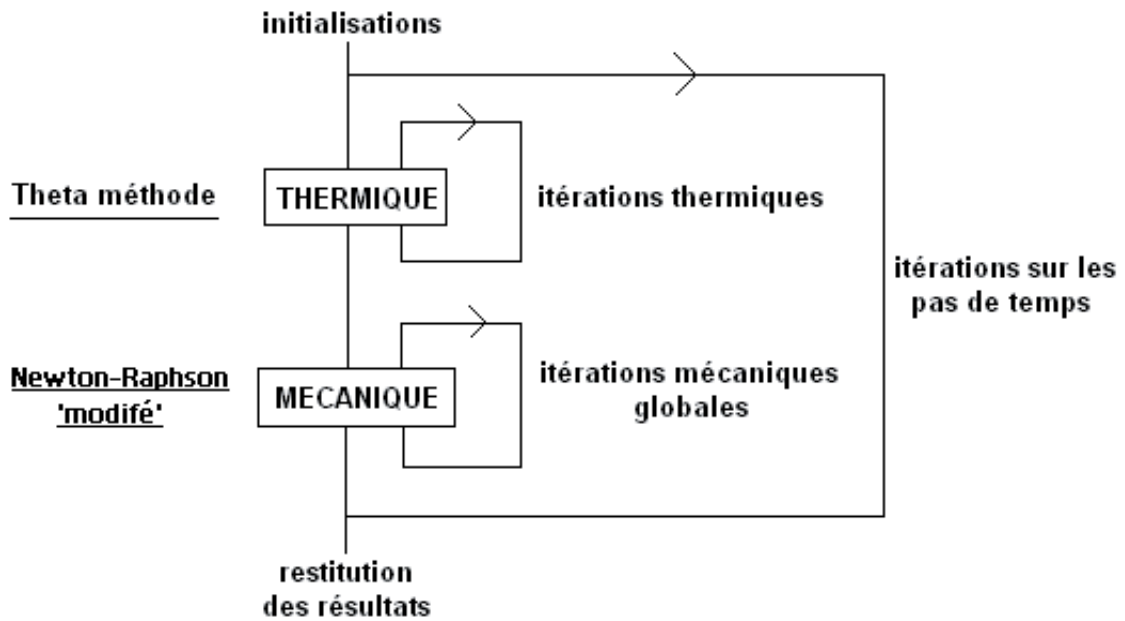 initialisations
Theta méthode
THERMIQUE
itérations thermiques
itérations sur les
pas de temps
Newton-Raphson
'modifé'
MECANIQUE
itérations mécaniques
globales
restitution
des résultats